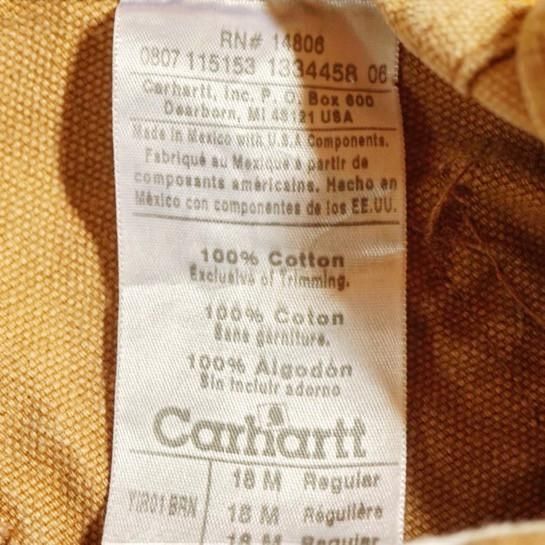 RN# 14806
0807 115153 133445R 06
Carhartt, Inc. P. O. Box 600
Dearborn, MI 48121 USA
Made in Mexico with U.S.A Components.
Fabriqué au Mexique à partir de
composants américains. Hecho en
México con componentes de los EE.UU.
100% Cotton
Exclusive of Trimming.
100% Coton
Sans garniture.
100% Algodón
Sin incluir adorno
Carhartt
18 M Regular
YIR01 BRN 18 M Régulière
18 M Regular